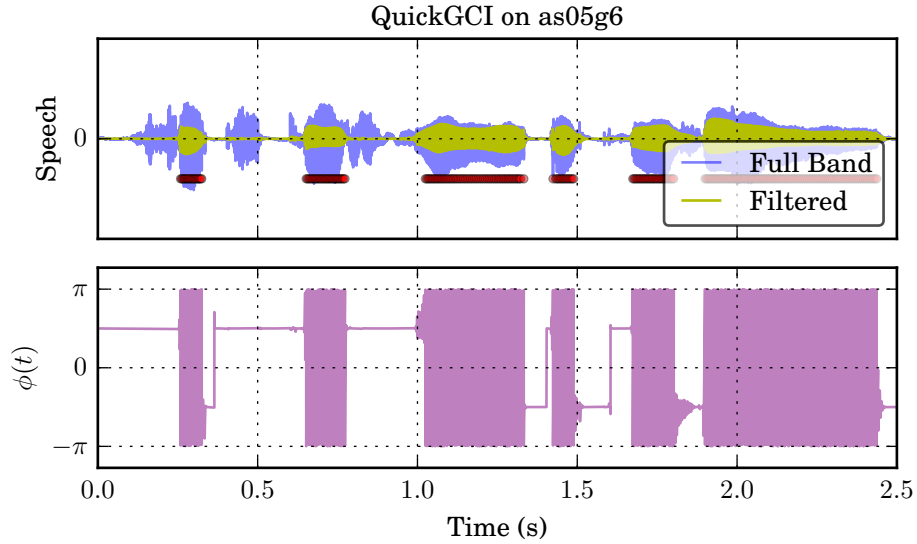 QuickGCI on as05g6
Speech
0
Full Band
Filtered
ϕ(t)
π
0
−π
0.0 0.5 1.0 1.5 2.0 2.5
Time (s)